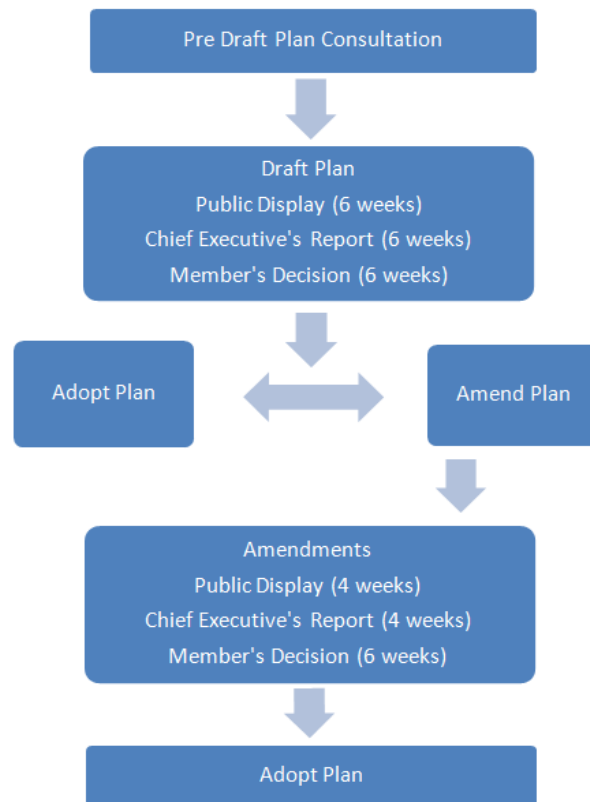 Pre Draft Plan Consultation
Draft Plan
Public Display (6 weeks)
Chief Executive's Report (6 weeks)
Member's Decision (6 weeks)
Adopt Plan
Amend Plan
Amendments
Public Display (4 weeks)
Chief Executive's Report (4 weeks)
Member's Decision (6 weeks)
Adopt Plan